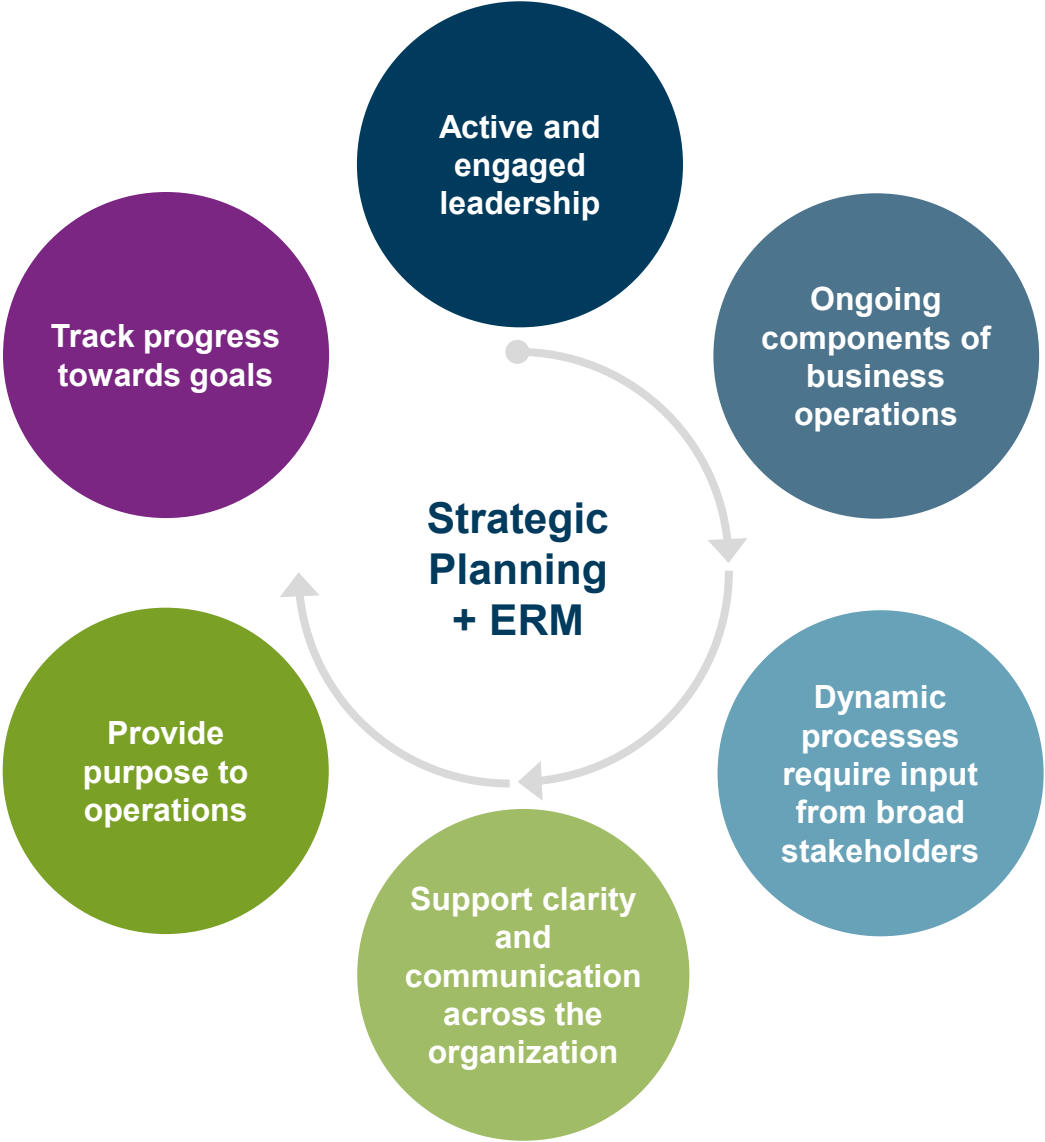 Active and
engaged
leadership
Ongoing
components of
business
operations
Dynamic
processes
require input
from broad
stakeholders
Support clarity
and
communication
across the
organization
Provide
purpose to
operations
Track progress
towards goals
Strategic
Planning
+ ERM